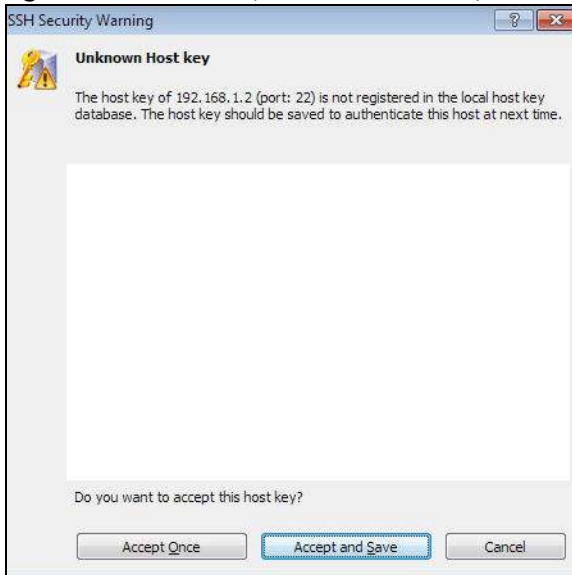 SSH Security Warning
Unknown Host key
The host key of 192.168.1.2 (port: 22) is not registered in the local host key
database. The host key should be saved to authenticate this host at next time.
Do you want to accept this host key?
Accept Once
Accept and Save
Cancel